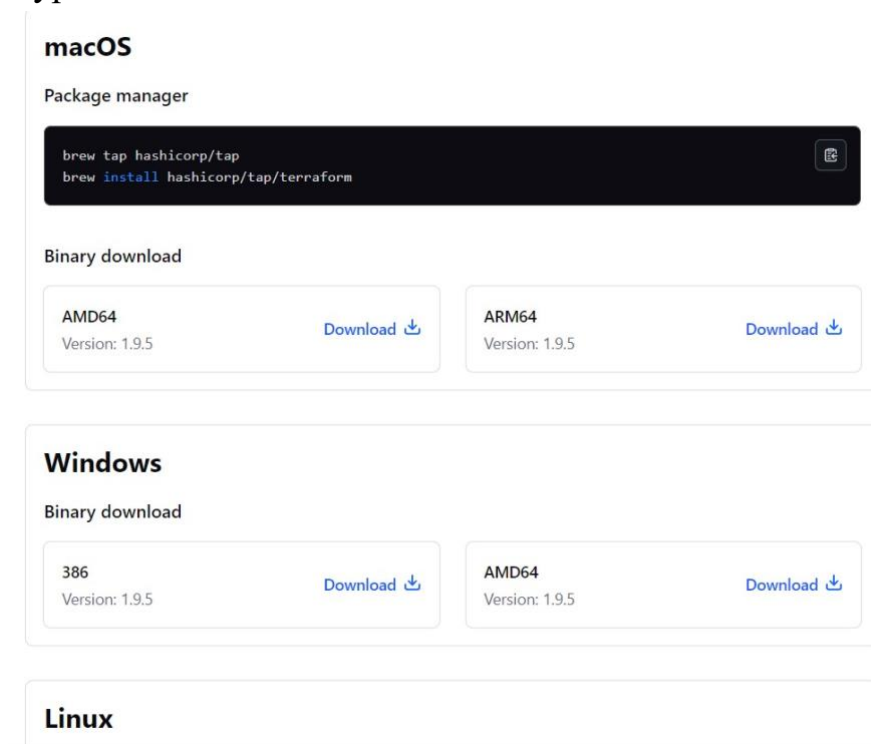 macOS
Package manager
brew tap hashicorp/tap
brew install hashicorp/tap/terraform
Binary download
AMD64
Version: 1.9.5
Download
ARM64
Version: 1.9.5
Download
Windows
Binary download
386
Version: 1.9.5
Download
AMD64
Version: 1.9.5
Download
Linux